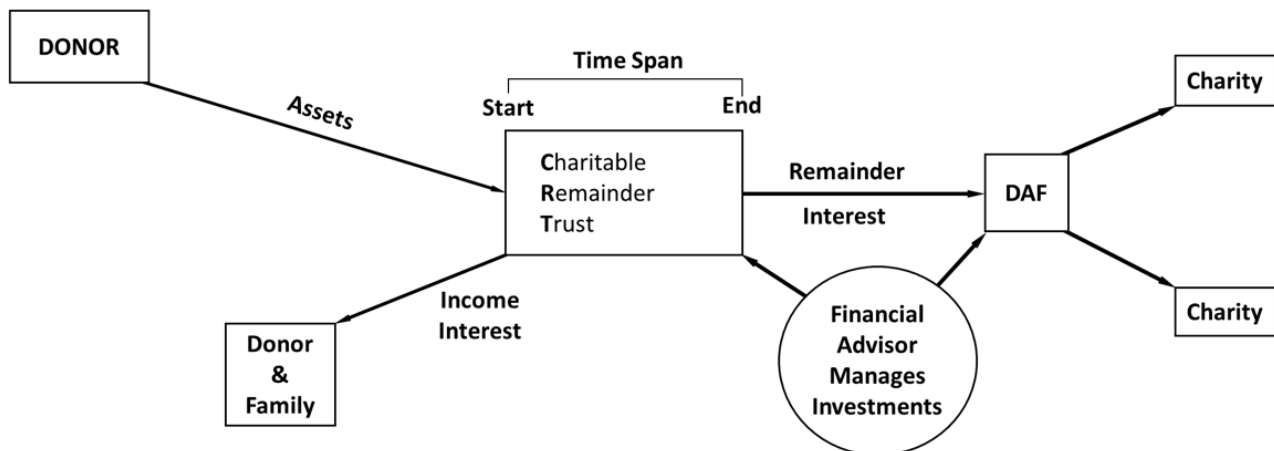 DONOR
Assets
Time Span
Start
End
Charitable
Remainder
Trust
Income
Interest
Donor
&
Family
Remainder
Interest
Financial
Advisor
Manages
Investments
DAF
Charity
Charity